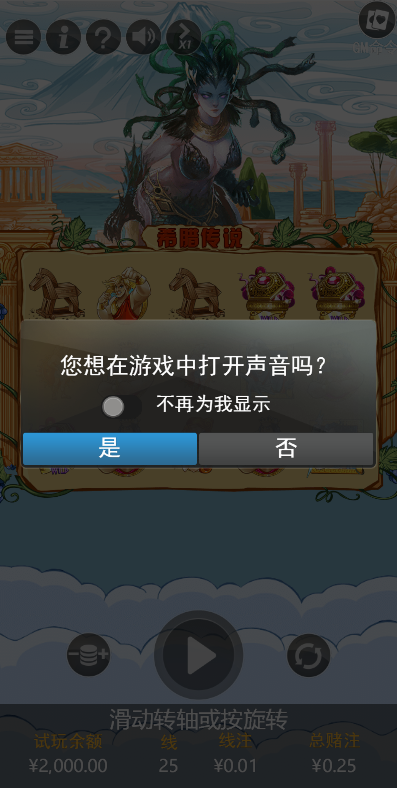 X1
希腊传说
您想在游戏中打开声音吗?
不再为我显示
是 否
滑动转轴或按旋转
试玩余额 线 线注 总赌注
¥2,000.00 25 ¥0.01 ¥0.25